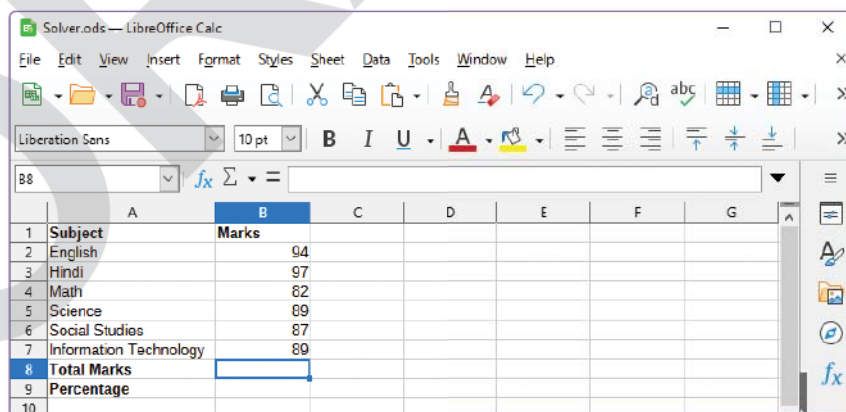 Solver.ods — LibreOffice Calc
File Edit View Insert Format Styles Sheet Data Tools Window Help
Liberation Sans 10 pt B I U A
B8 fx Σ =
A B C D E F G
1 Subject Marks
2 English 94
3 Hindi 97
4 Math 82
5 Science 89
6 Social Studies 87
7 Information Technology 89
8 Total Marks
9 Percentage
10